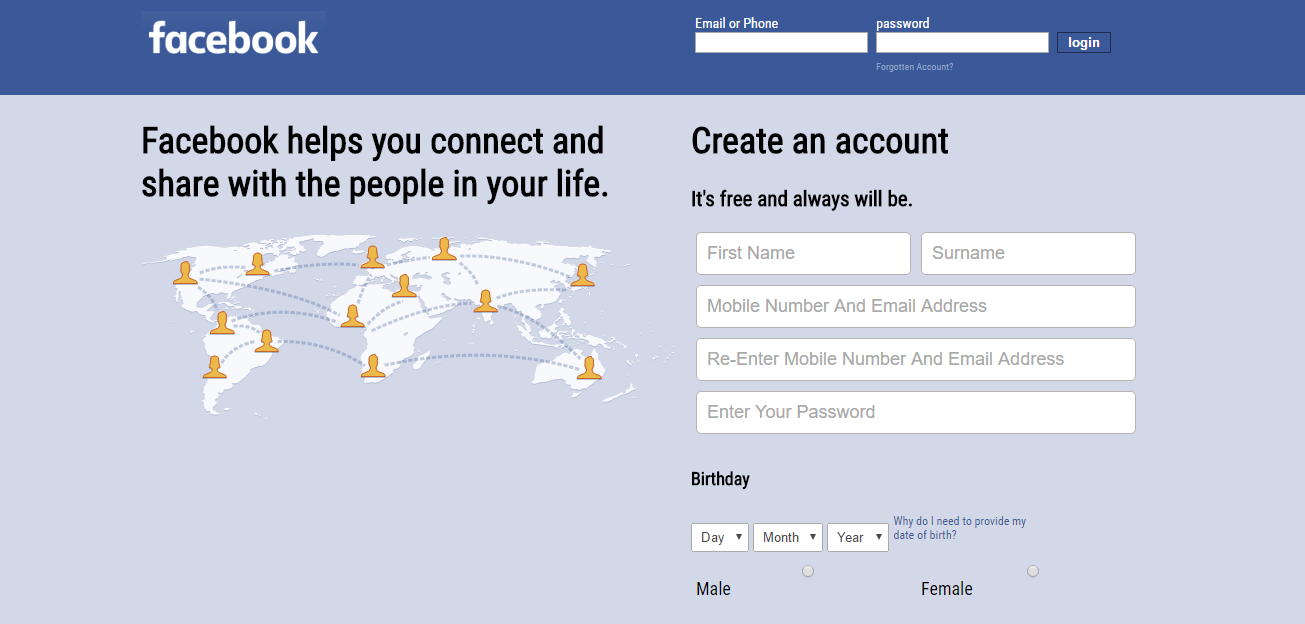 facebook
Email or Phone
password
login
Forgotten Account?
Facebook helps you connect and
share with the people in your life.
Create an account
It's free and always will be.
First Name
Surname
Mobile Number And Email Address
Re-Enter Mobile Number And Email Address
Enter Your Password
Birthday
Day
Month
Year
Why do I need to provide my
date of birth?
Male
Female